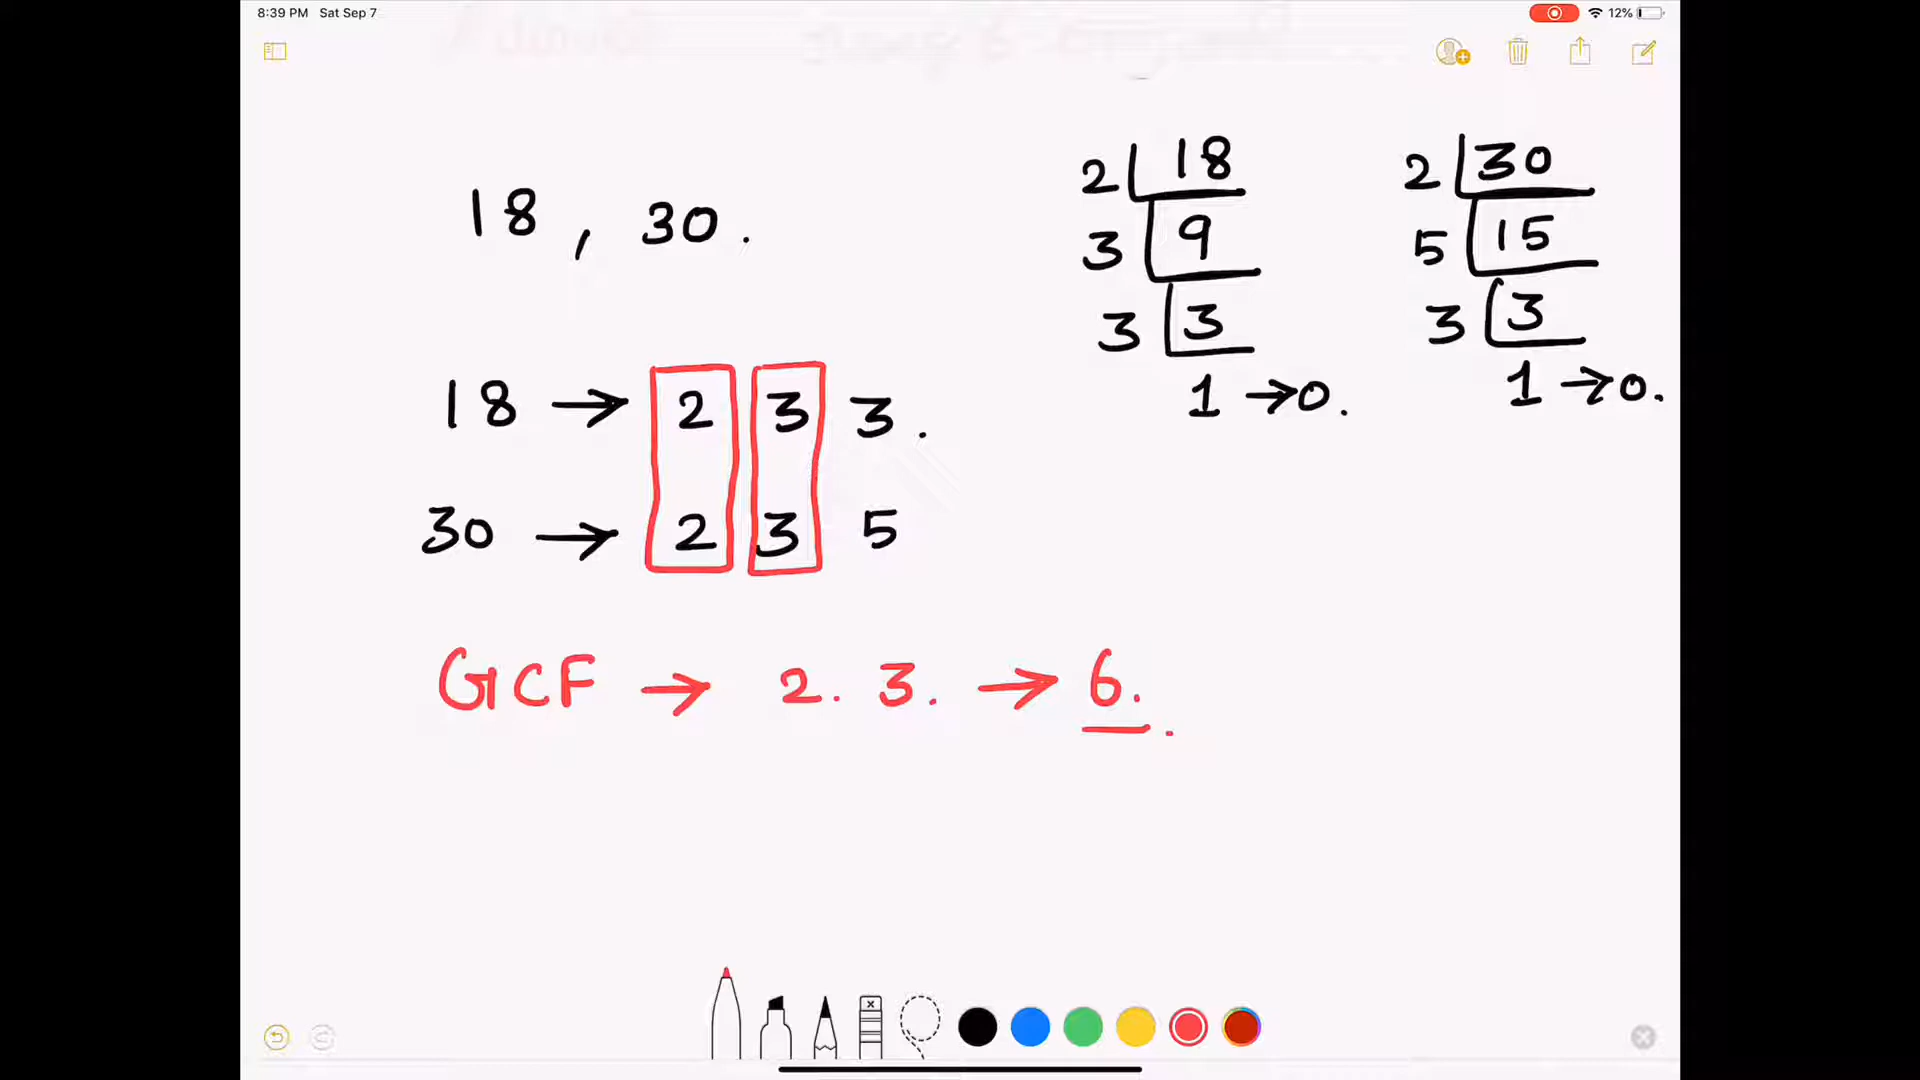 8:39 PM Sat Sep 7
12%
18 , 30.
2 18
3 9
3 3
1 → 0.
2 30
5 15
3 3
1 → 0.
18 → 2 3 3.
30 → 2 3 5
GCF → 2. 3. → 6.